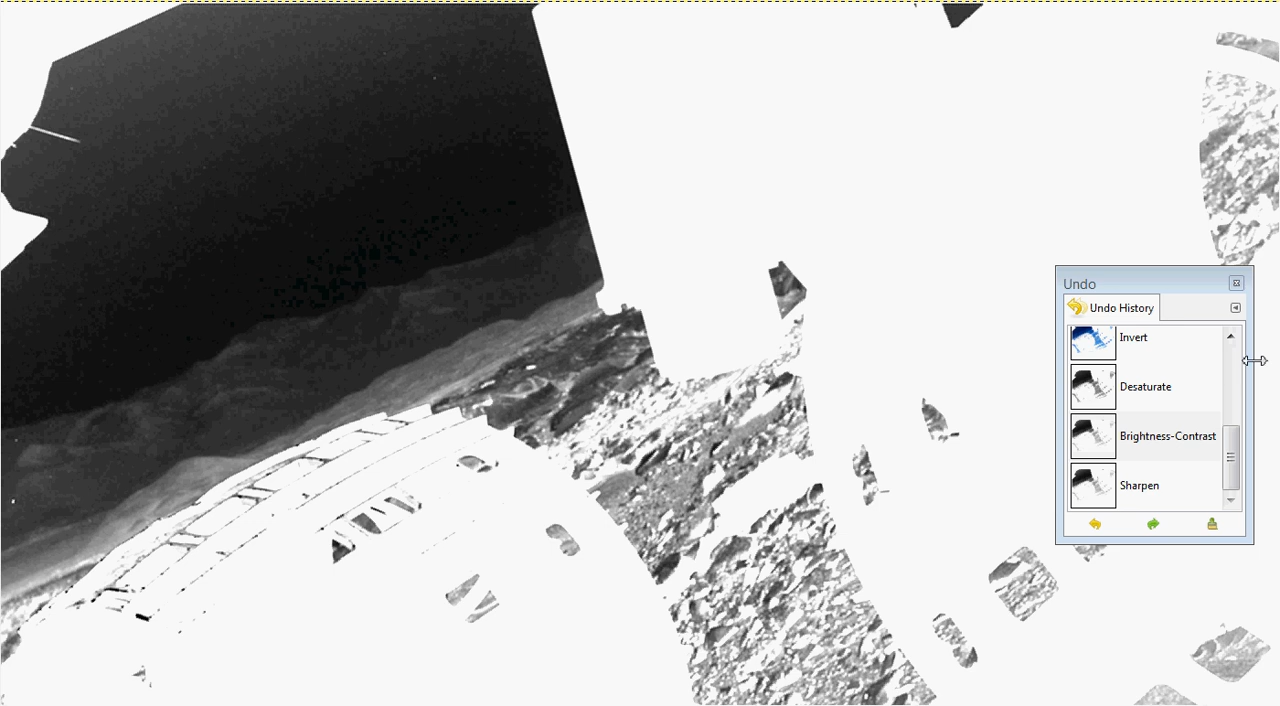 Undo
Undo History
Invert
Desaturate
Brightness-Contrast
Sharpen